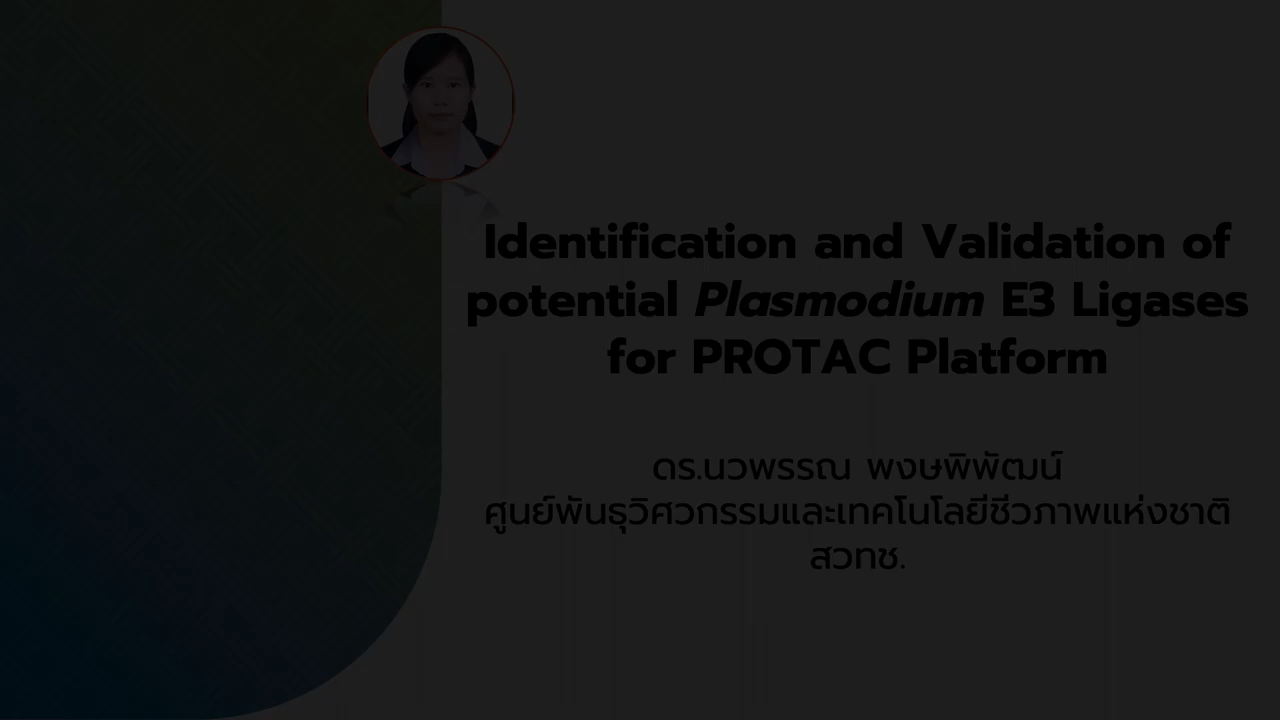 Identification and Validation of
potential Plasmodium E3 Ligases
for PROTAC Platform
ดร.นวพรรณ พงษพิพัฒน์
ศูนย์พันธุวิศวกรรมและเทคโนโลยีชีวภาพแห่งชาติ
สวทช.